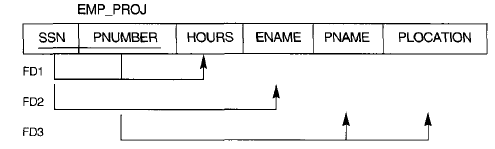 EMP_PROJ
SSN PNUMBER HOURS ENAME PNAME PLOCATION
FD1
FD2
FD3